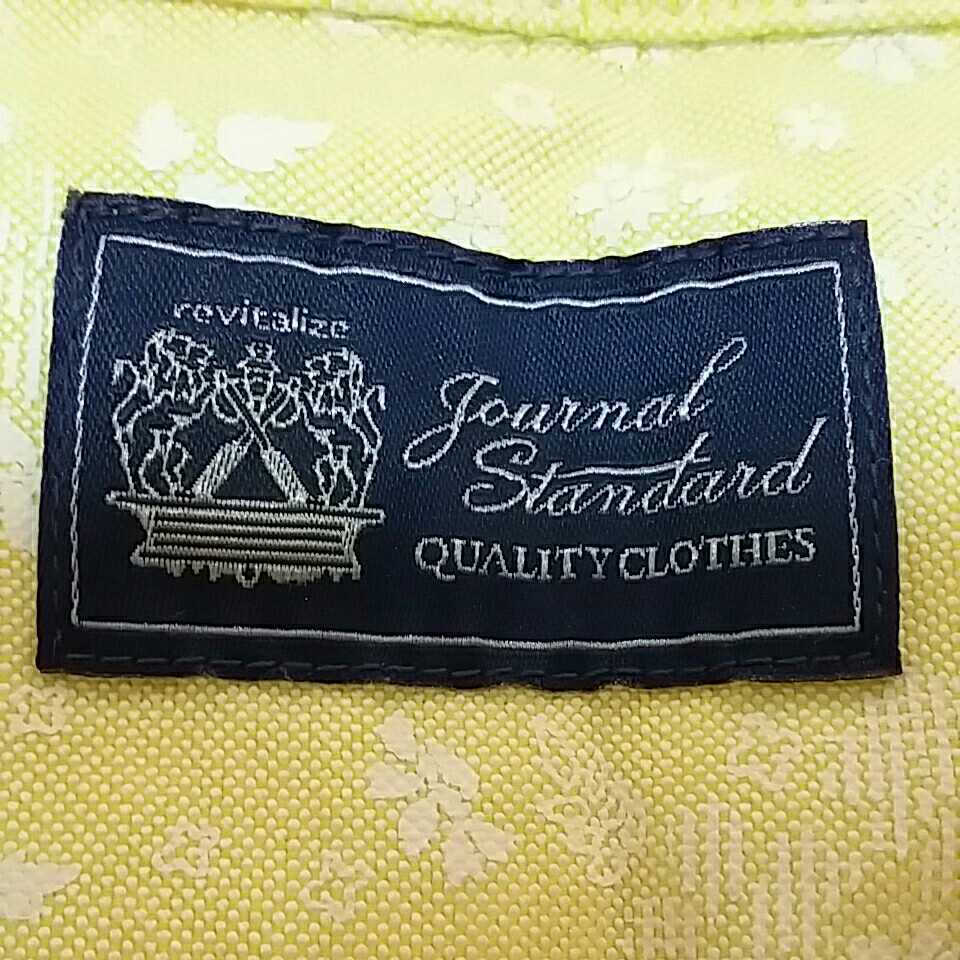 revitalize
Journal
Standard
QUALITY CLOTHES